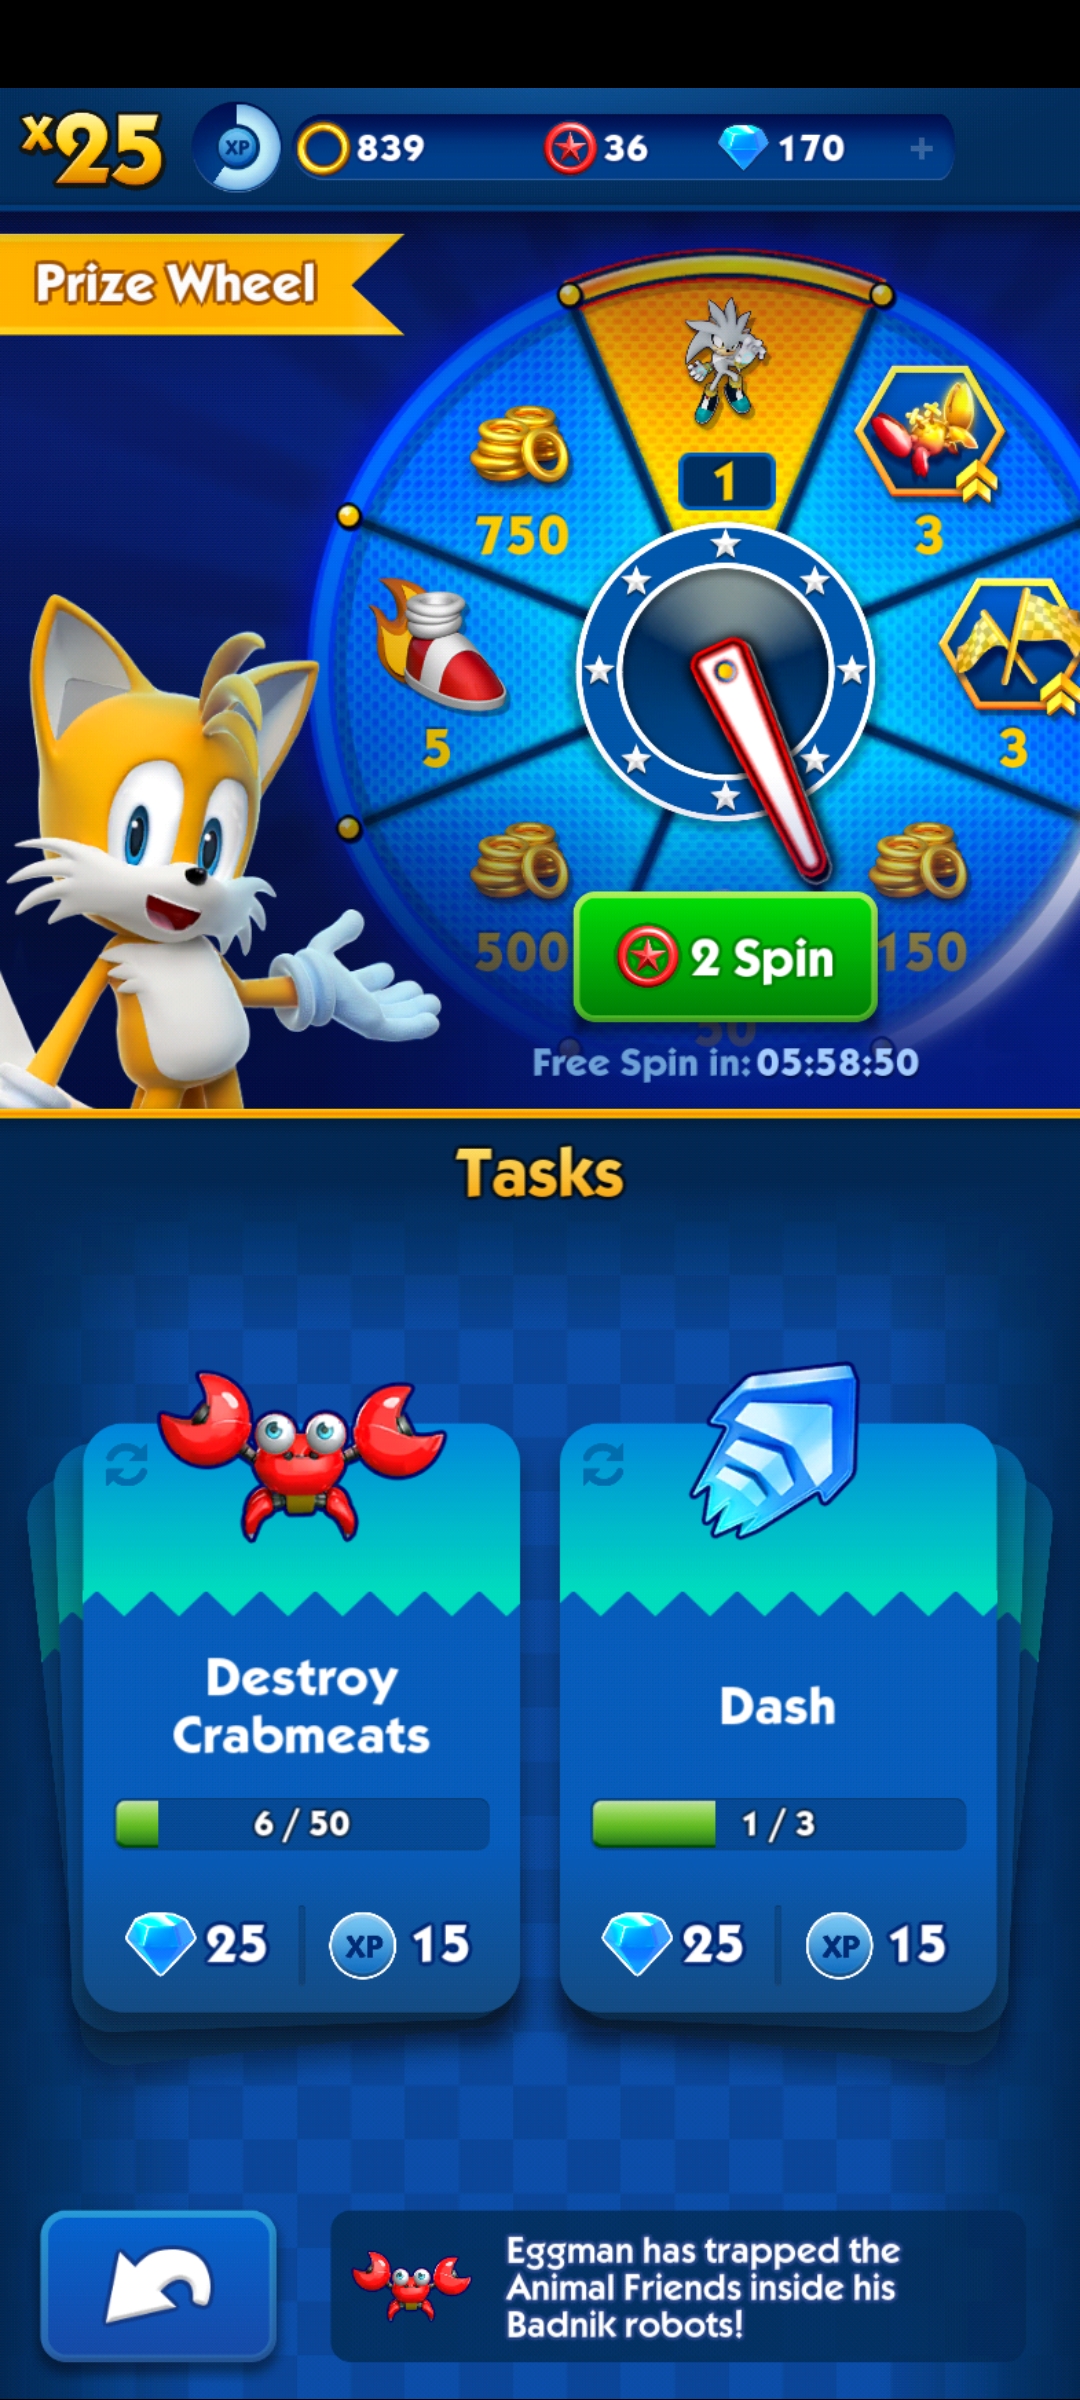 x25
XP
839
36
170
+
Prize Wheel
1
750
3
5
3
500
2 Spin
150
50
Free Spin in: 05:58:50
Tasks
Destroy
Crabmeats
6 / 50
25
XP
15
Dash
1 / 3
25
XP
15
Eggman has trapped the
Animal Friends inside his
Badnik robots!